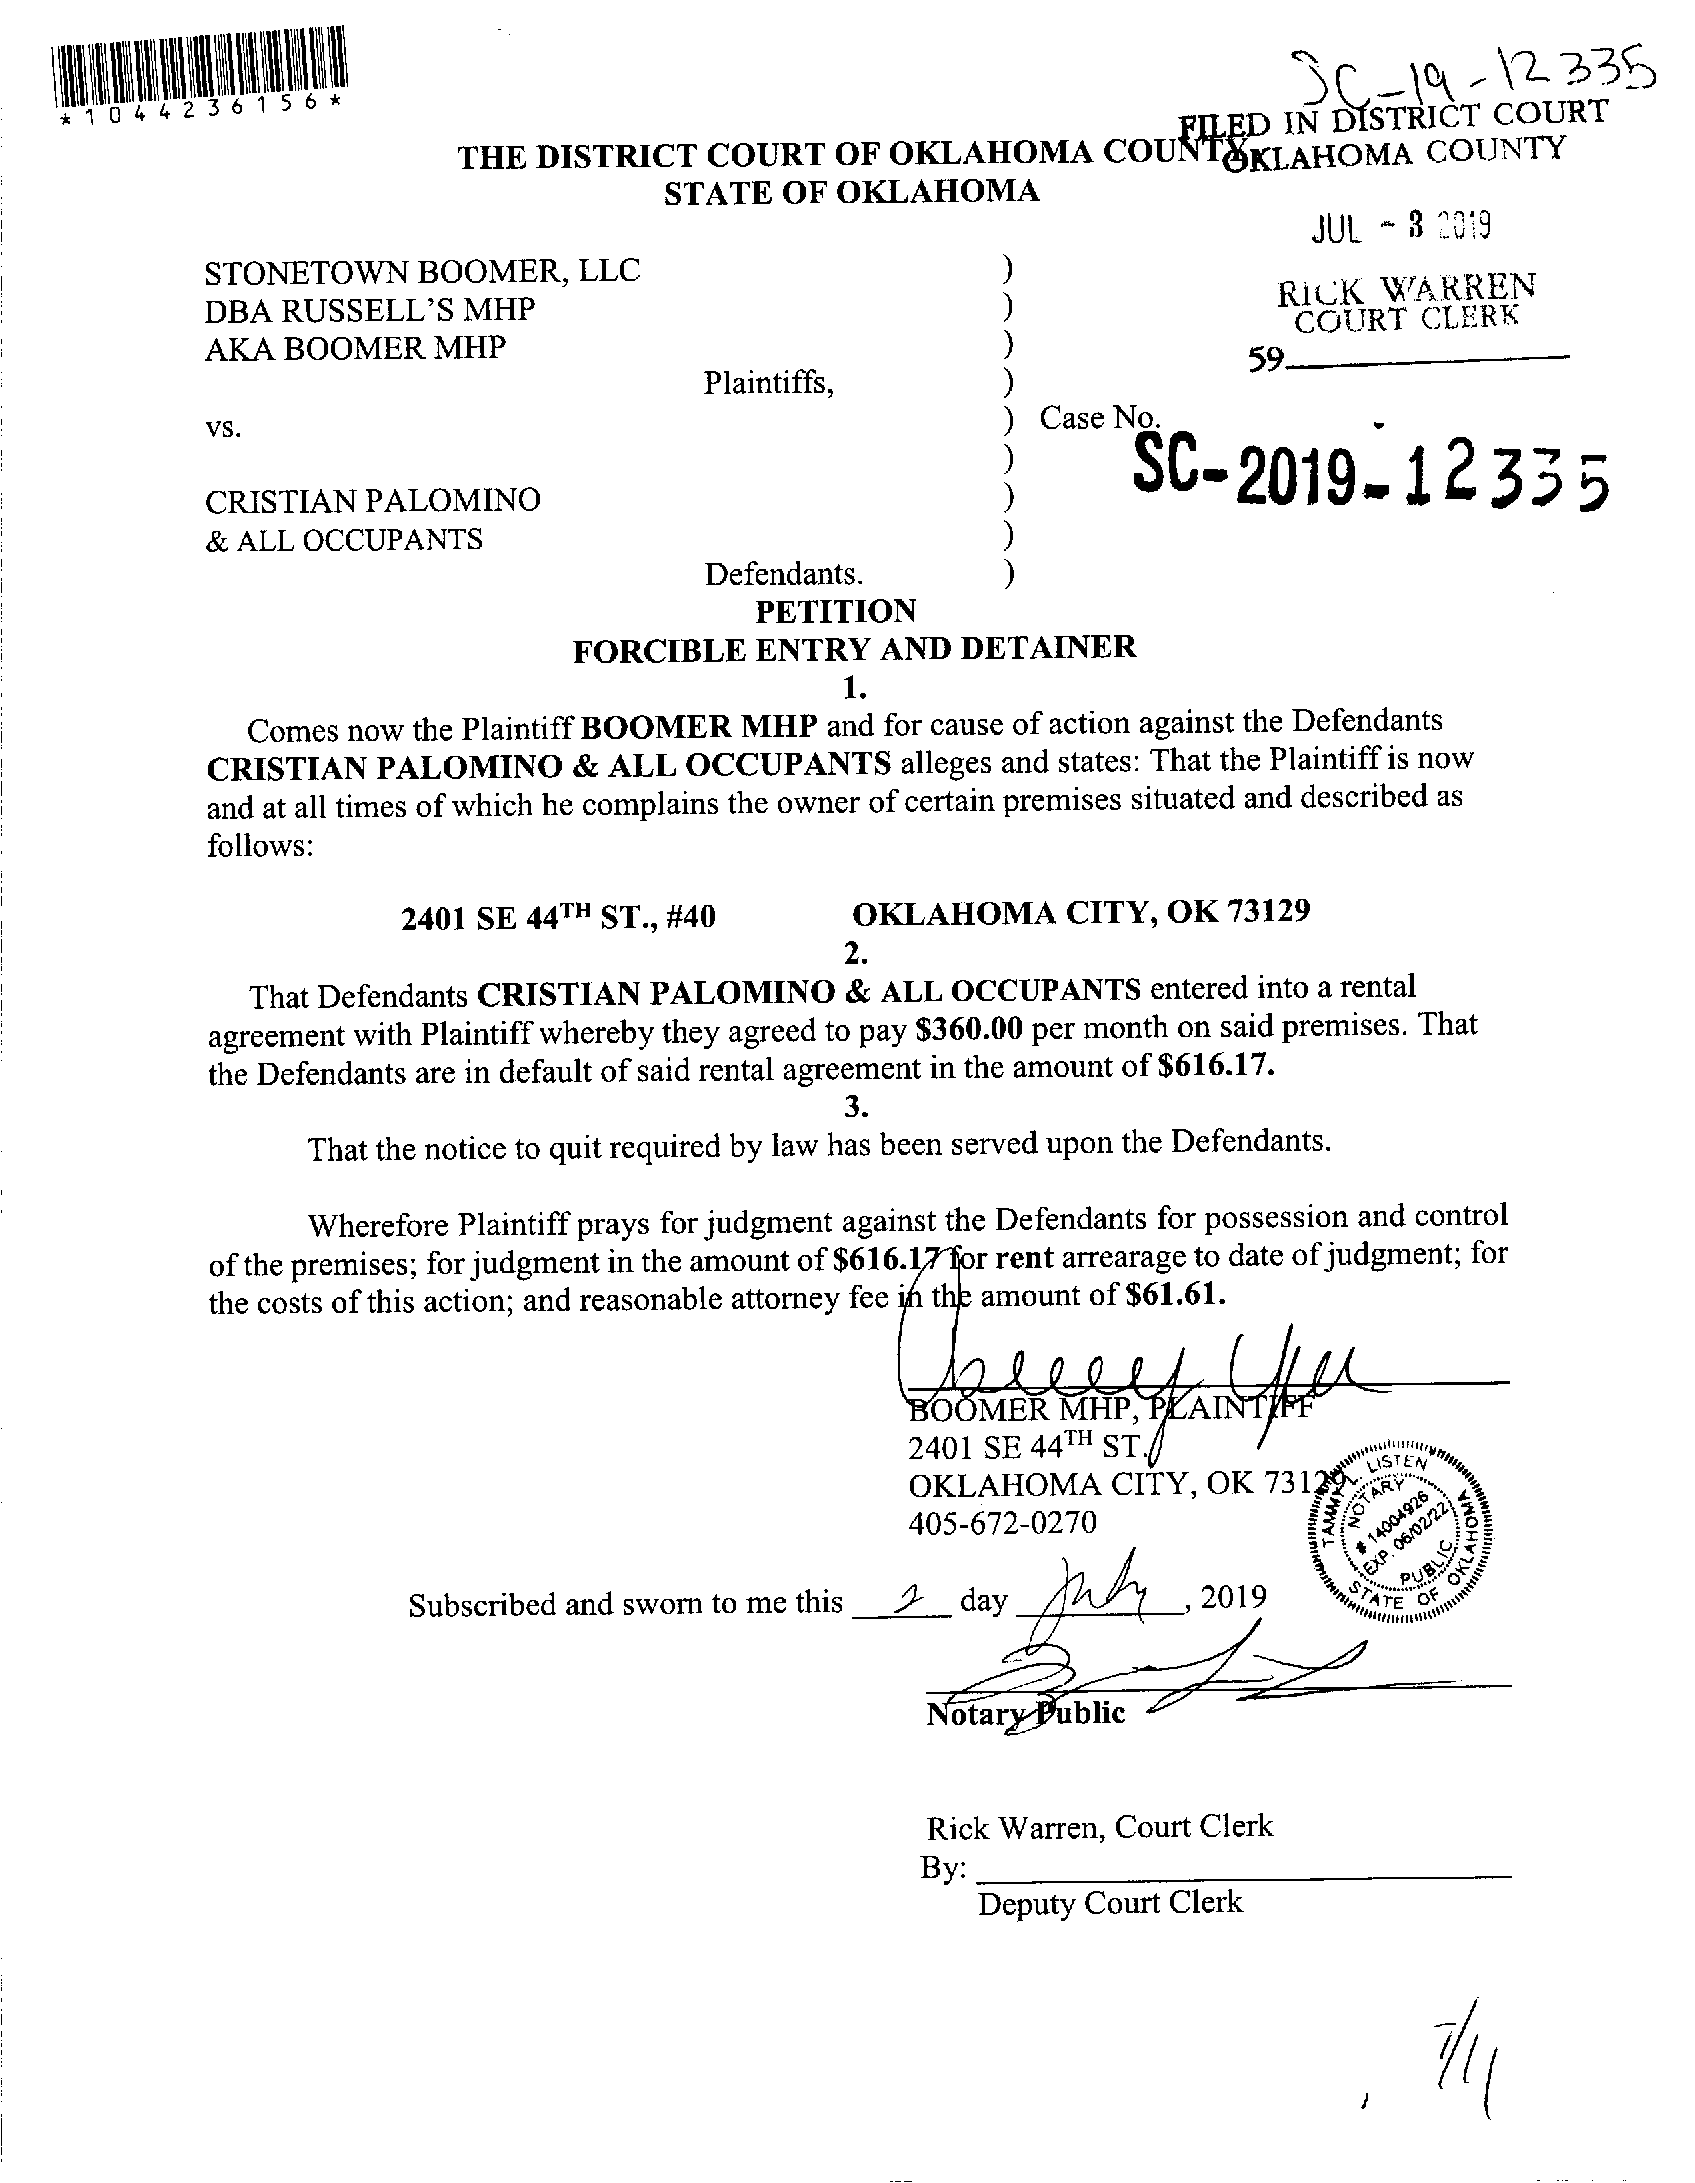 SC-19-12335
*1044236156*
FILED IN DISTRICT COURT
OKLAHOMA COUNTY
THE DISTRICT COURT OF OKLAHOMA COUNTY
STATE OF OKLAHOMA
JUL - 3 2019
RICK WARREN
COURT CLERK
59
STONETOWN BOOMER, LLC )
DBA RUSSELL'S MHP )
AKA BOOMER MHP )
Plaintiffs, )
vs. ) Case No.
)
SC-2019-12335
CRISTIAN PALOMINO )
& ALL OCCUPANTS )
Defendants. )
PETITION
FORCIBLE ENTRY AND DETAINER
1.
Comes now the Plaintiff BOOMER MHP and for cause of action against the Defendants
CRISTIAN PALOMINO & ALL OCCUPANTS alleges and states: That the Plaintiff is now
and at all times of which he complains the owner of certain premises situated and described as
follows:
2401 SE 44TH ST., #40 OKLAHOMA CITY, OK 73129
2.
That Defendants CRISTIAN PALOMINO & ALL OCCUPANTS entered into a rental
agreement with Plaintiff whereby they agreed to pay $360.00 per month on said premises. That
the Defendants are in default of said rental agreement in the amount of $616.17.
3.
That the notice to quit required by law has been served upon the Defendants.
Wherefore Plaintiff prays for judgment against the Defendants for possession and control
of the premises; for judgment in the amount of $616.17 for rent arrearage to date of judgment; for
the costs of this action; and reasonable attorney fee in the amount of $61.61.
BOOMER MHP, PLAINTIFF
2401 SE 44TH ST.
OKLAHOMA CITY, OK 73129
405-672-0270
TAMMY L. LISTEN
NOTARY
# 14004926
EXP. 06/02/22
PUBLIC
STATE OF OKLAHOMA
Subscribed and sworn to me this 2 day July, 2019
Notary Public
Rick Warren, Court Clerk
By:
Deputy Court Clerk
7/11